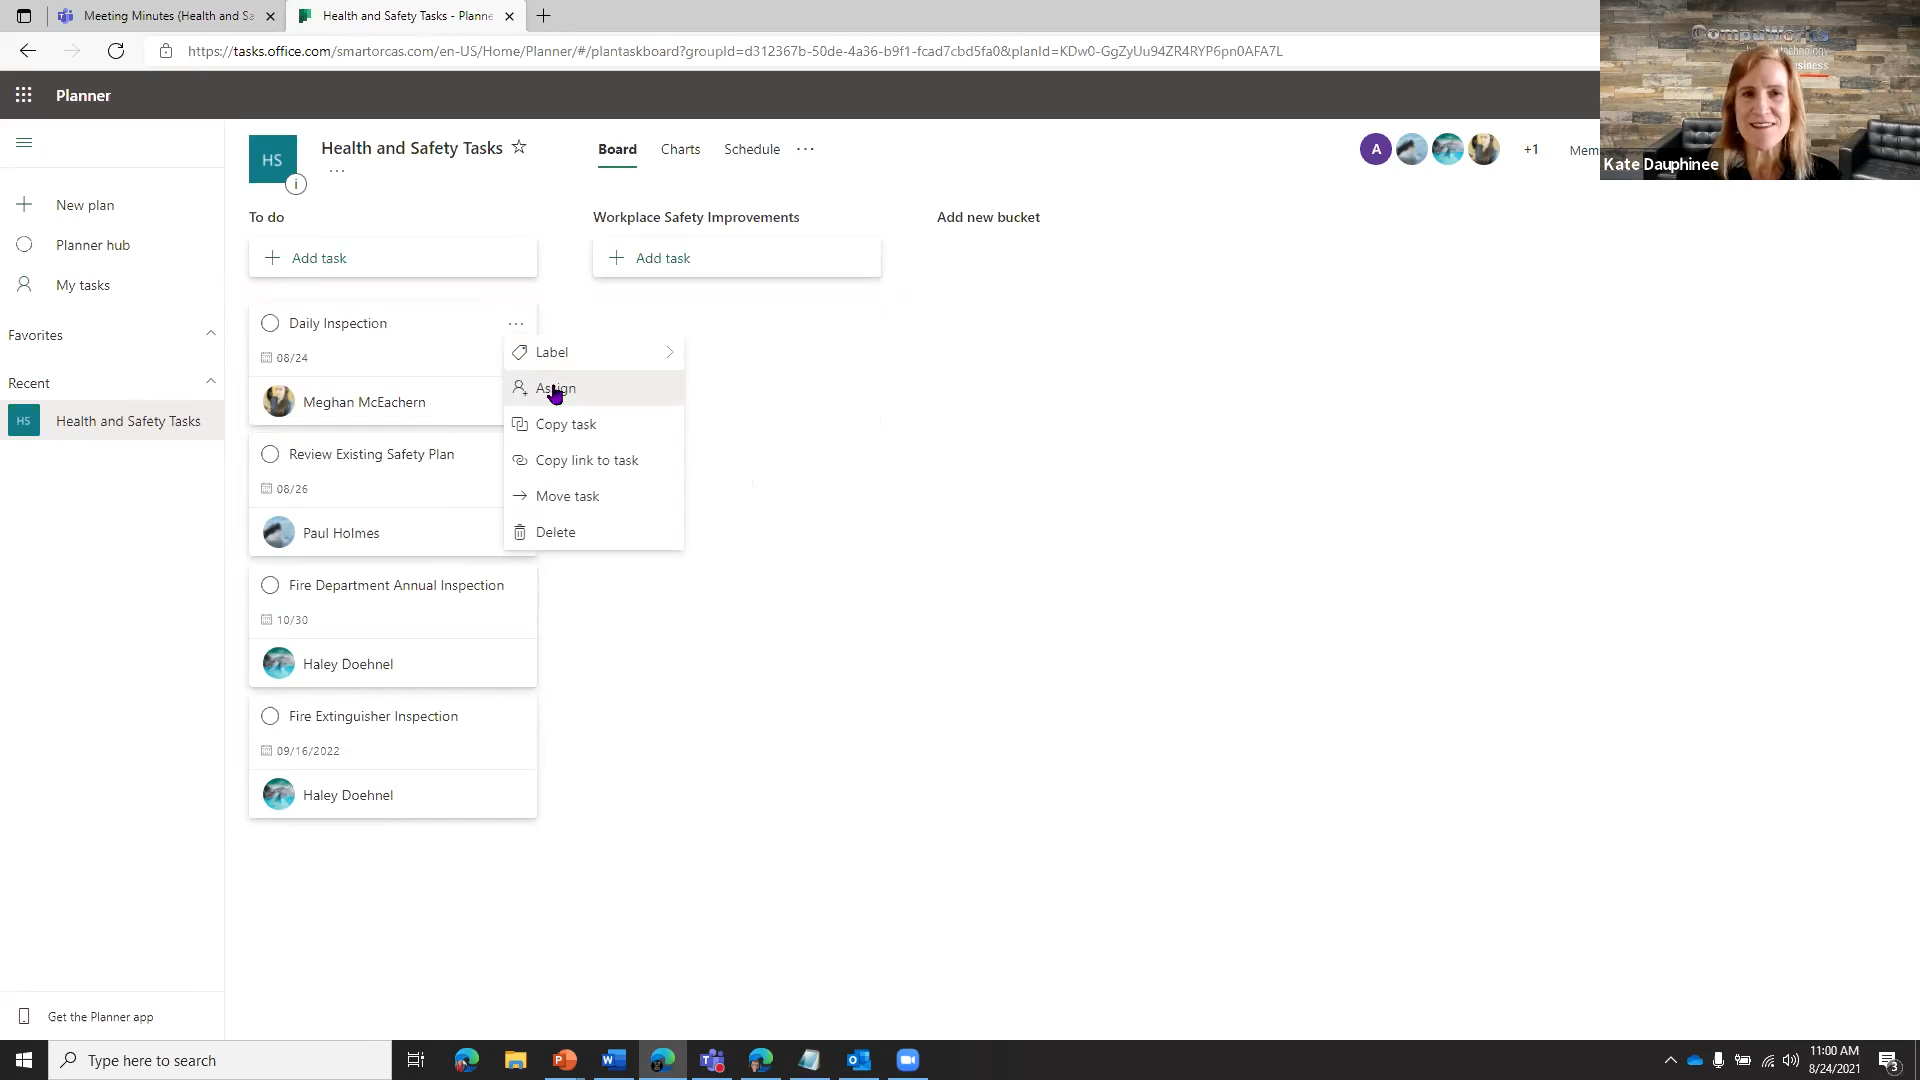 Meeting Minutes (Health and Sa
Health and Safety Tasks - Planne
https://tasks.office.com/smartorcas.com/en-US/Home/Planner/#/plantaskboard?groupId=d312367b-50de-4a36-b9f1-fcad7cbd5fa0&planId=KDw0-GgZyUu94ZR4RYP6pn0AFA7L
Planner
CompuWorks
technology
business
Kate Dauphinee
New plan
Planner hub
My tasks
Favorites
Recent
HS
Health and Safety Tasks
Get the Planner app
HS
i
Health and Safety Tasks
...
Board
Charts
Schedule
...
A
+1
Mem
To do
Add task
Daily Inspection
...
08/24
Meghan McEachern
Review Existing Safety Plan
08/26
Paul Holmes
Fire Department Annual Inspection
10/30
Haley Doehnel
Fire Extinguisher Inspection
09/16/2022
Haley Doehnel
Label
Assign
Copy task
Copy link to task
Move task
Delete
Workplace Safety Improvements
Add task
Add new bucket
Type here to search
11:00 AM
8/24/2021
3